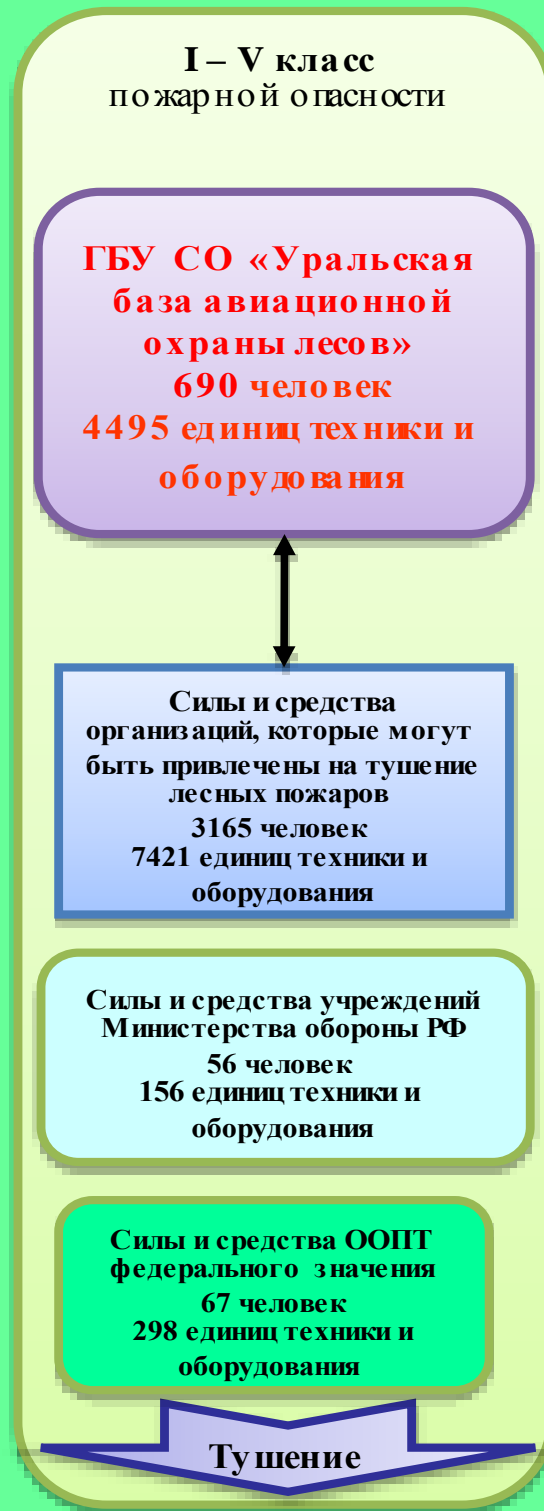 I – V класс
пожарной опасности
ГБУ СО «Уральская
база авиационной
охраны лесов»
690 человек
4495 единиц техники и
оборудования
Силы и средства
организаций, которые могут
быть привлечены на тушение
лесных пожаров
3165 человек
7421 единиц техники и
оборудования
Силы и средства учреждений
Министерства обороны РФ
56 человек
156 единиц техники и
оборудования
Силы и средства ООПТ
федерального значения
67 человек
298 единиц техники и
оборудования
Тушение